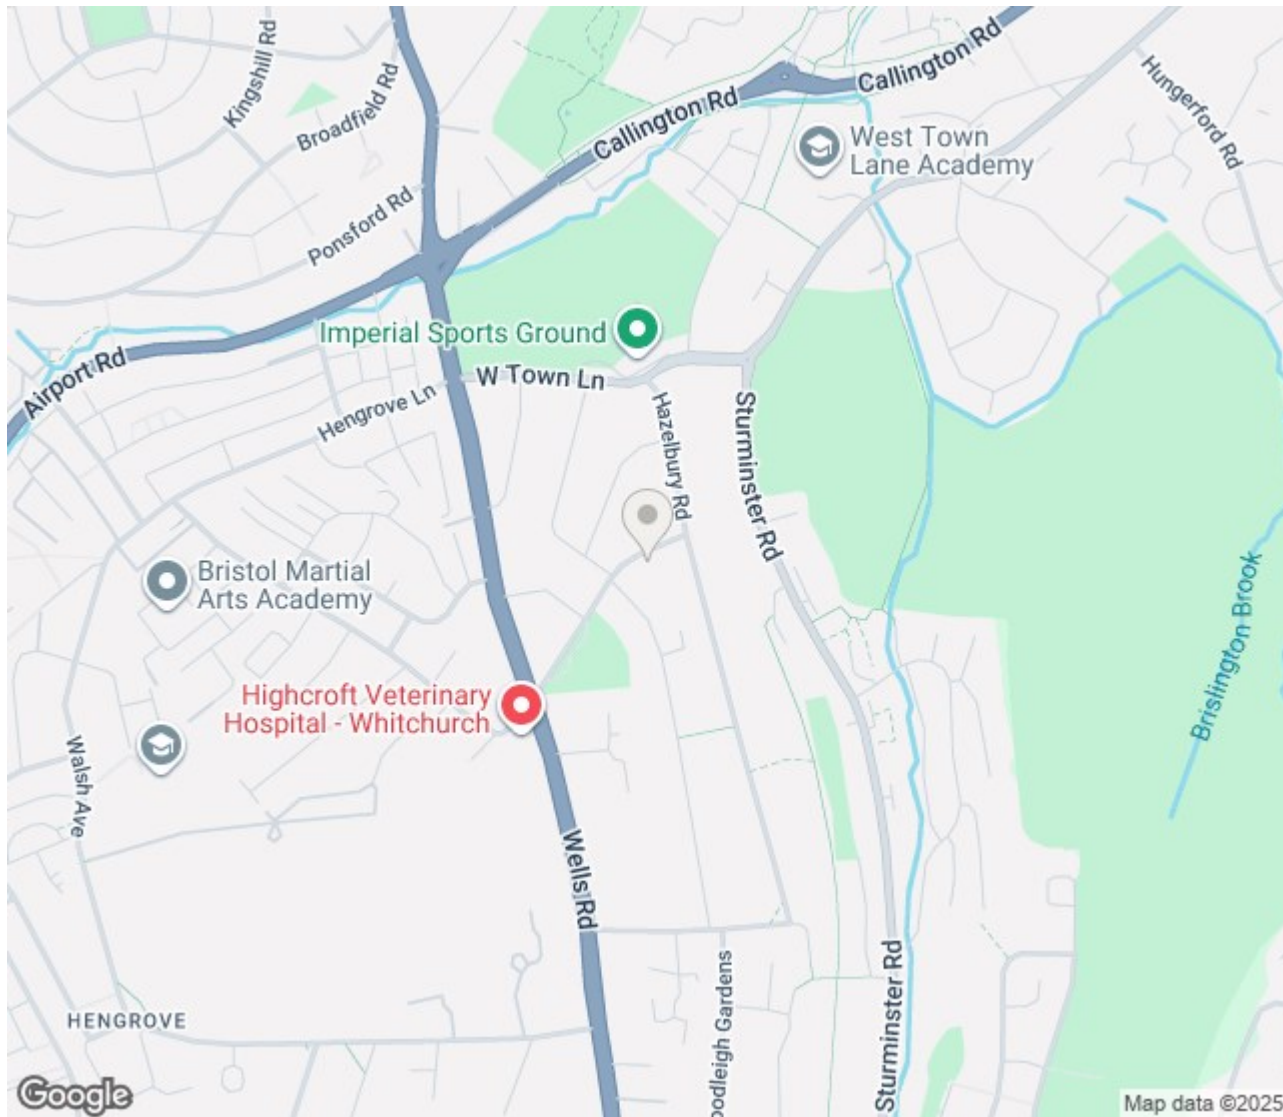 Kingshill Rd
Broadfield Rd
Ponsford Rd
Callington Rd
Callington Rd
Hungerford Rd
West Town
Lane Academy
Imperial Sports Ground
Airport Rd
Hengrove Ln
W Town Ln
Hazelbury Rd
Sturminster Rd
Bristol Martial
Arts Academy
Brislington Brook
Highcroft Veterinary
Hospital - Whitchurch
Walsh Ave
Wells Rd
HENGROVE
oodleigh Gardens
Sturminster Rd
Google
Map data ©2025